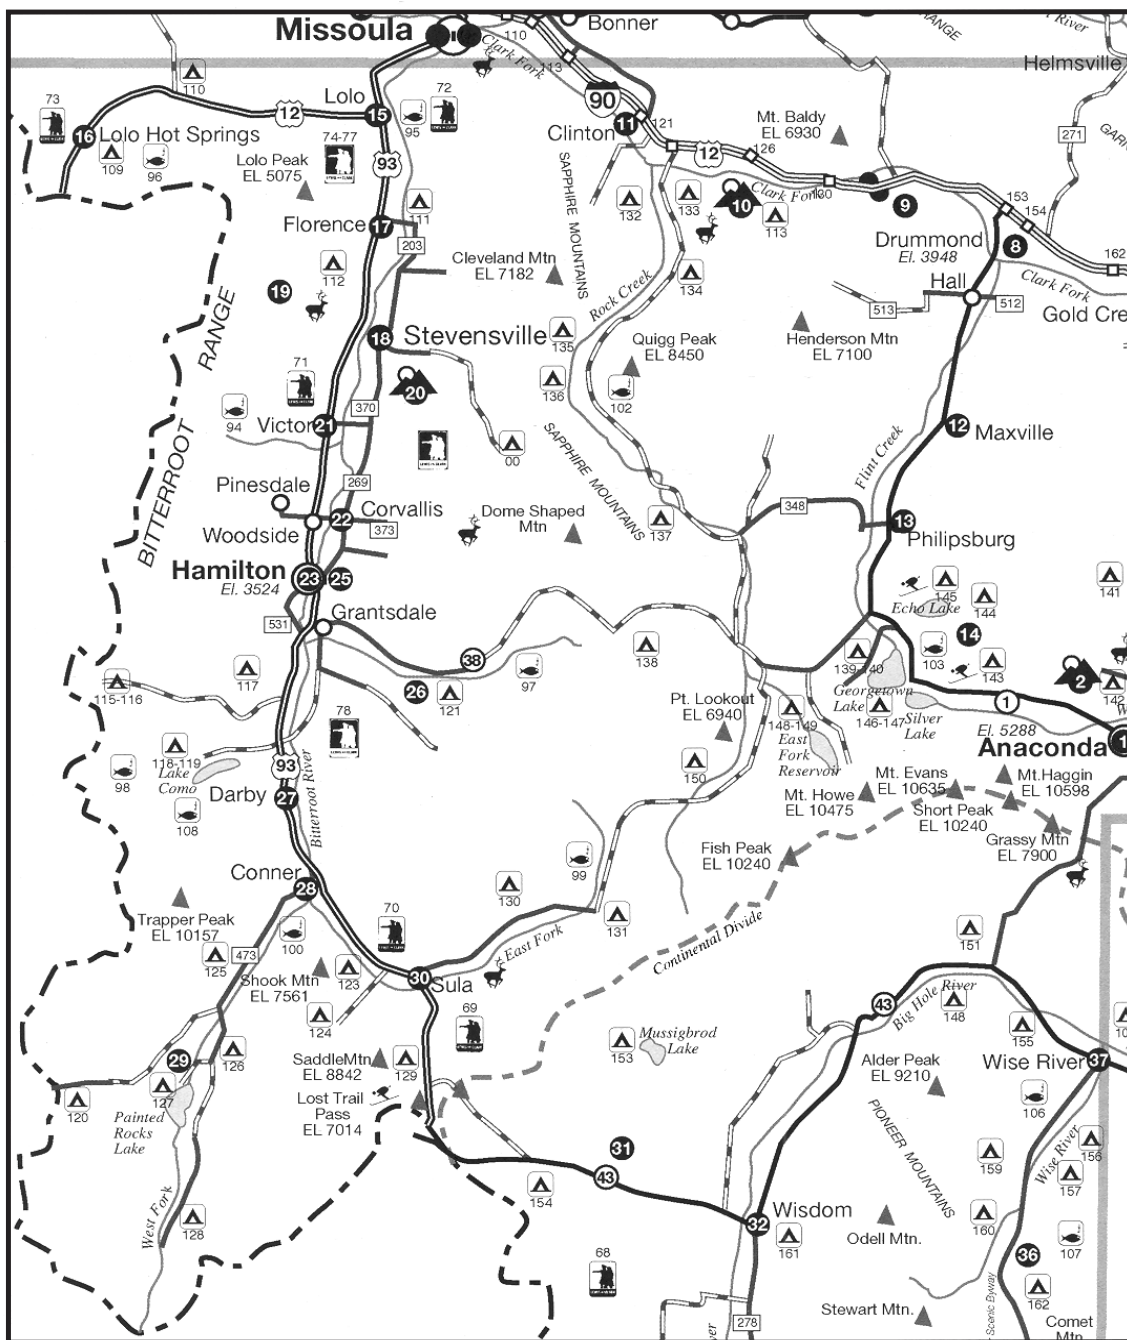 Missoula
Bonner
110
Clark Fork
113
RANGE
River
Helmsville
110
12
Lolo
15
72
95
73
16
Lolo Hot Springs
109
96
74-77
Lolo Peak
EL 5075
93
90
Clinton
11
121
Mt. Baldy
EL 6930
271
GAR
12
126
SAPPHIRE MOUNTAINS
132
133
10
Clark Fork
130
113
9
153
154
Drummond
El. 3948
8
162
Clark Fork
Florence
17
111
203
112
19
Cleveland Mtn
EL 7182
Rock Creek
134
Hall
513
512
Gold Cre
BITTERROOT RANGE
18
Stevensville
135
Quigg Peak
EL 8450
Henderson Mtn
EL 7100
71
20
136
102
94
Victor
21
370
00
SAPPHIRE MOUNTAINS
Flint Creek
12
Maxville
Pinesdale
269
Corvallis
Woodside
22
373
Dome Shaped
Mtn
137
348
13
Philipsburg
Hamilton
El. 3524
23
25
145
Echo Lake
144
141
Grantsdale
531
38
97
138
139-140
103
14
143
2
142
115-116
117
26
121
Pt. Lookout
EL 6940
148-149
Georgetown
Lake
146-147
Silver
Lake
1
El. 5288
Anaconda
1
78
118-119
Lake
Como
98
93
Bitterroot River
150
East
Fork
Reservoir
Mt. Evans
EL 10635
Mt.Haggin
EL 10598
Darby
27
108
Mt. Howe
EL 10475
Short Peak
EL 10240
Grassy Mtn
EL 7900
Fish Peak
EL 10240
99
Conner
28
130
Trapper Peak
EL 10157
100
70
131
Continental Divide
151
125
473
Shook Mtn
EL 7561
123
30
Sula
East Fork
124
69
43
Big Hole River
148
155
153
Mussigbrod
Lake
29
126
SaddleMtn
EL 8842
129
Wise River
37
Alder Peak
EL 9210
120
127
Painted
Rocks
Lake
Lost Trail
Pass
EL 7014
106
PIONEER MOUNTAINS
31
43
154
159
Wise River
156
157
West Fork
128
32
Wisdom
161
Odell Mtn.
160
107
36
68
162
Scenic Byway
278
Stewart Mtn.
Comet
Mtn